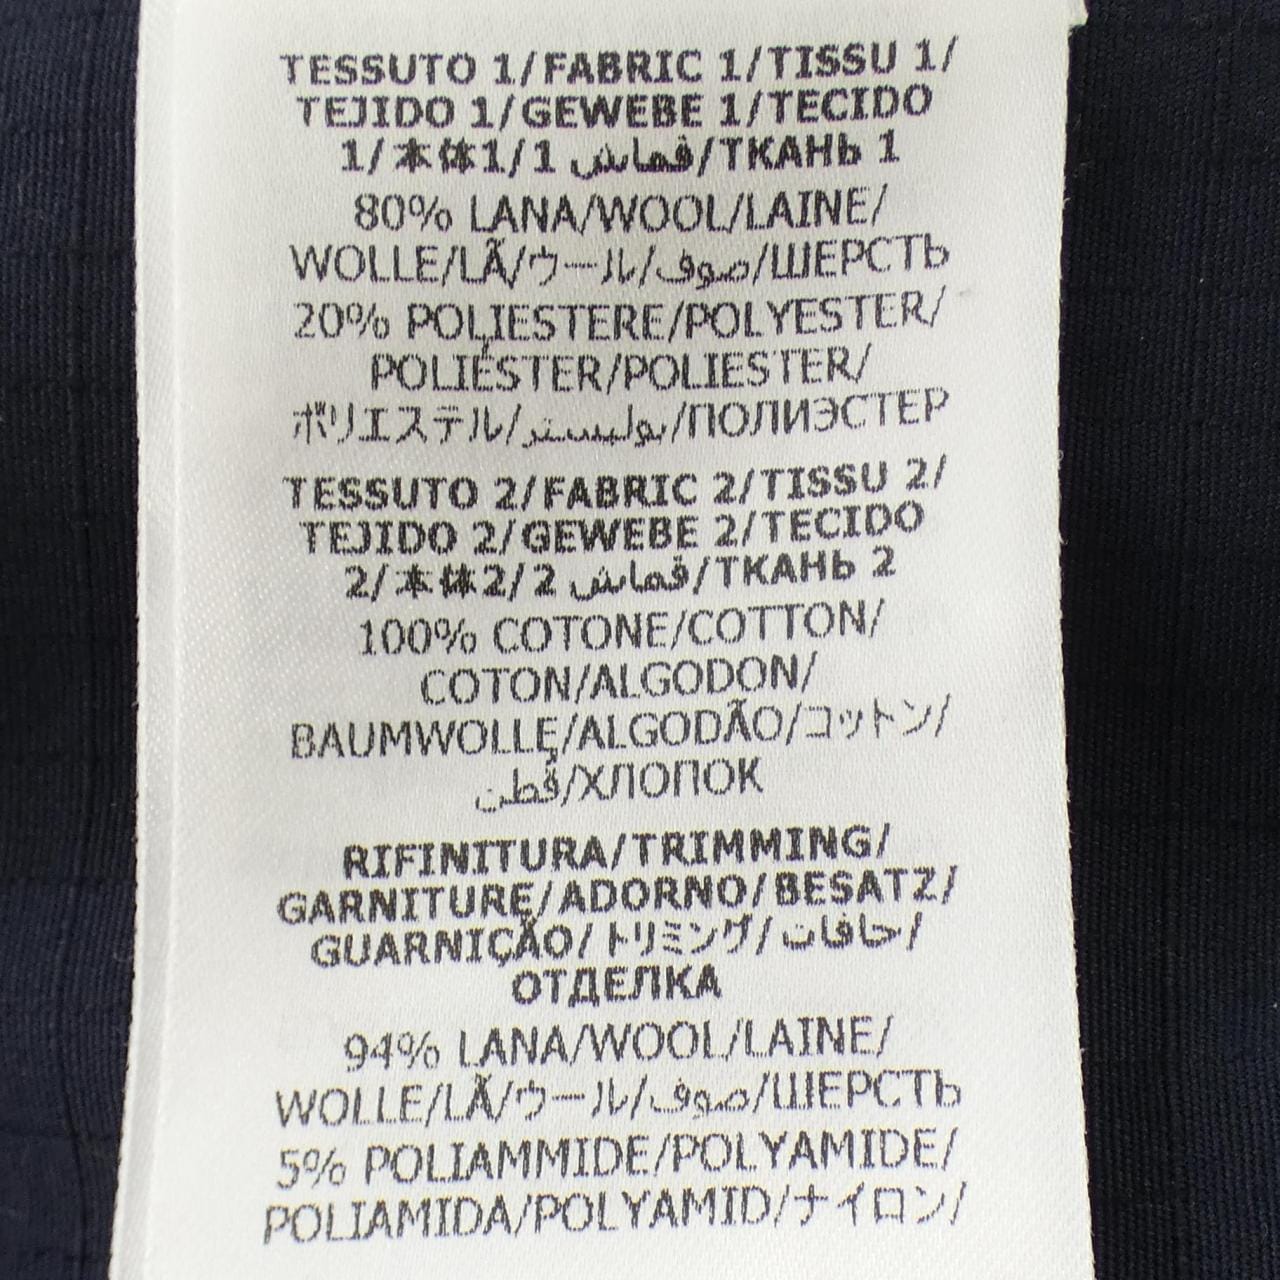 TESSUTO 1/FABRIC 1/TISSU 1/
TEJIDO 1/GEWEBE 1/TECIDO
1/本体1/1 قماش/ТКАНЬ 1
80% LANA/WOOL/LAINE/
WOLLE/LÃ/ウール/صوف/ШЕРСТЬ
20% POLIESTERE/POLYESTER/
POLIÉSTER/POLIESTER/
ポリエステル/بوليستر/ПОЛИЭСТЕР
TESSUTO 2/FABRIC 2/TISSU 2/
TEJIDO 2/GEWEBE 2/TECIDO
2/本体2/2 قماش/ТКАНЬ 2
100% COTONE/COTTON/
COTON/ALGODON/
BAUMWOLLE/ALGODÃO/コットン/
قطن/ХЛОПОК
RIFINITURA/TRIMMING/
GARNITURE/ADORNO/BESATZ/
GUARNIÇÃO/トリミング/حافات/
ОТДЕЛКА
94% LANA/WOOL/LAINE/
WOLLE/LÃ/ウール/صوف/ШЕРСТЬ
5% POLIAMMIDE/POLYAMIDE/
POLIAMIDA/POLYAMID/ナイロン/